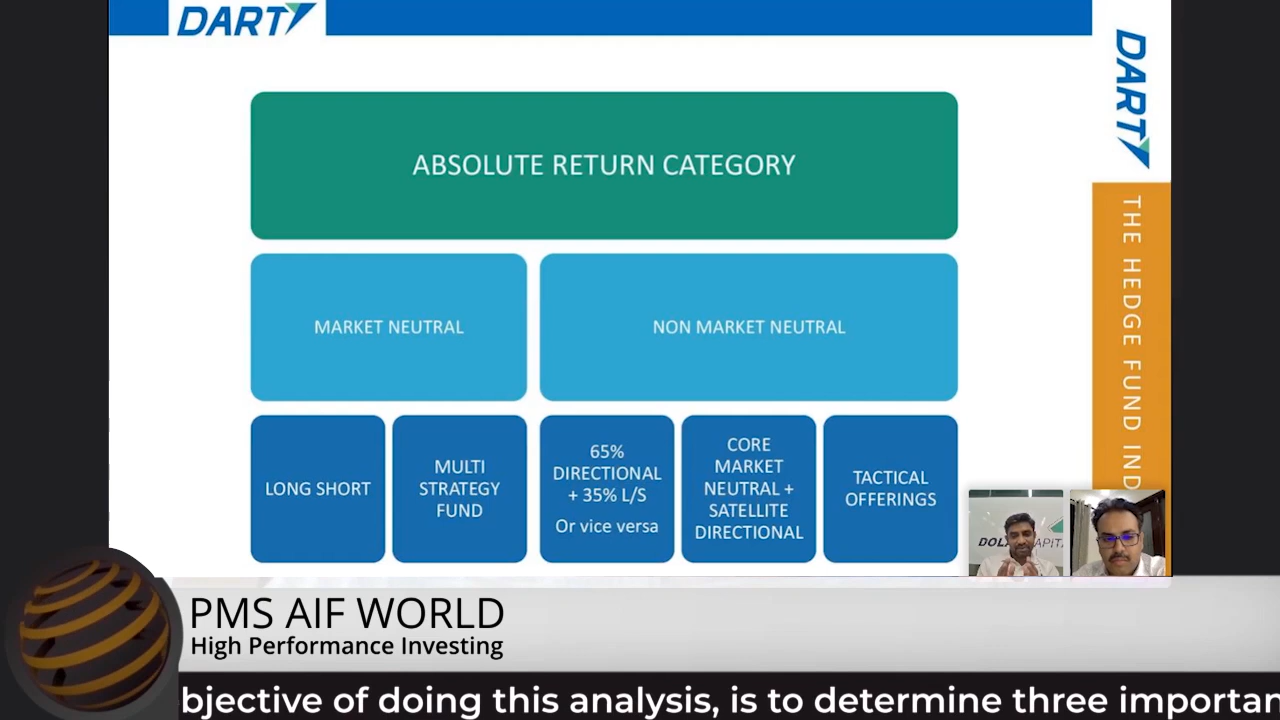 DART
DART
ABSOLUTE RETURN CATEGORY
MARKET NEUTRAL
NON MARKET NEUTRAL
LONG SHORT
MULTI
STRATEGY
FUND
65%
DIRECTIONAL
+ 35% L/S
Or vice versa
CORE
MARKET
NEUTRAL +
SATELLITE
DIRECTIONAL
TACTICAL
OFFERINGS
THE HEDGE FUND IND
PMS AIF WORLD
High Performance Investing
bjective of doing this analysis, is to determine three importan